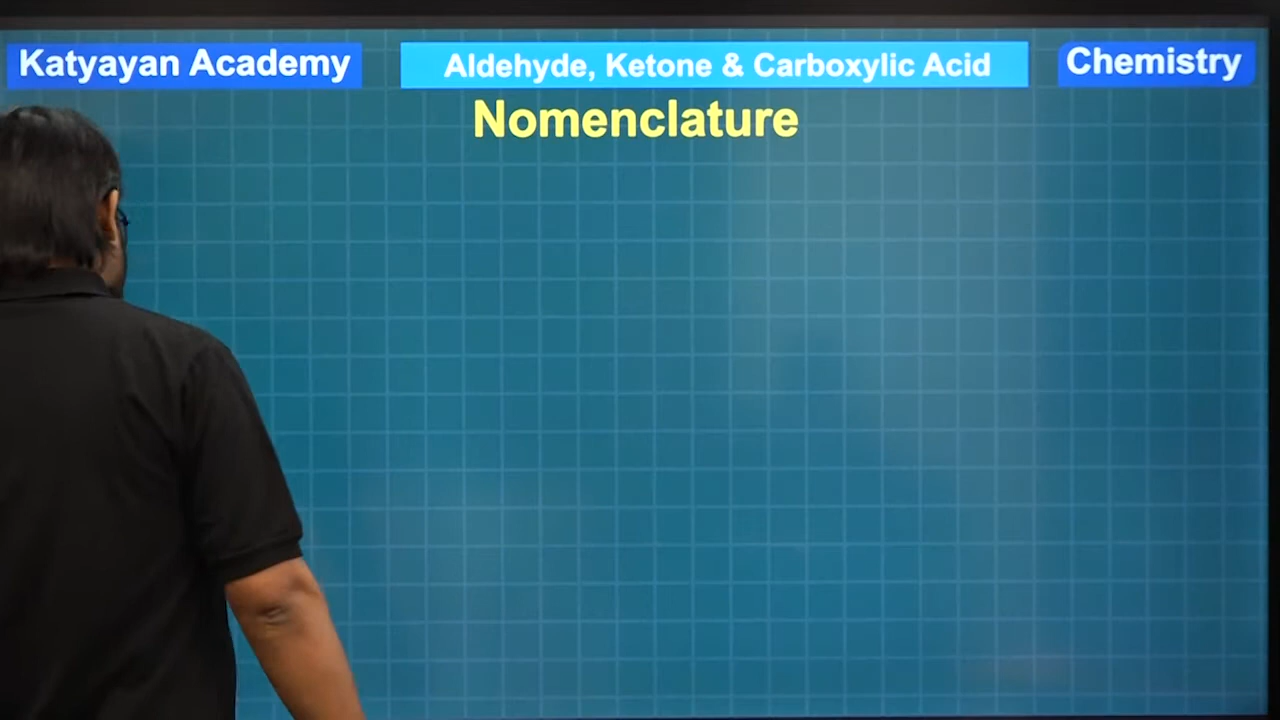 Katyayan Academy
Aldehyde, Ketone & Carboxylic Acid
Chemistry
Nomenclature